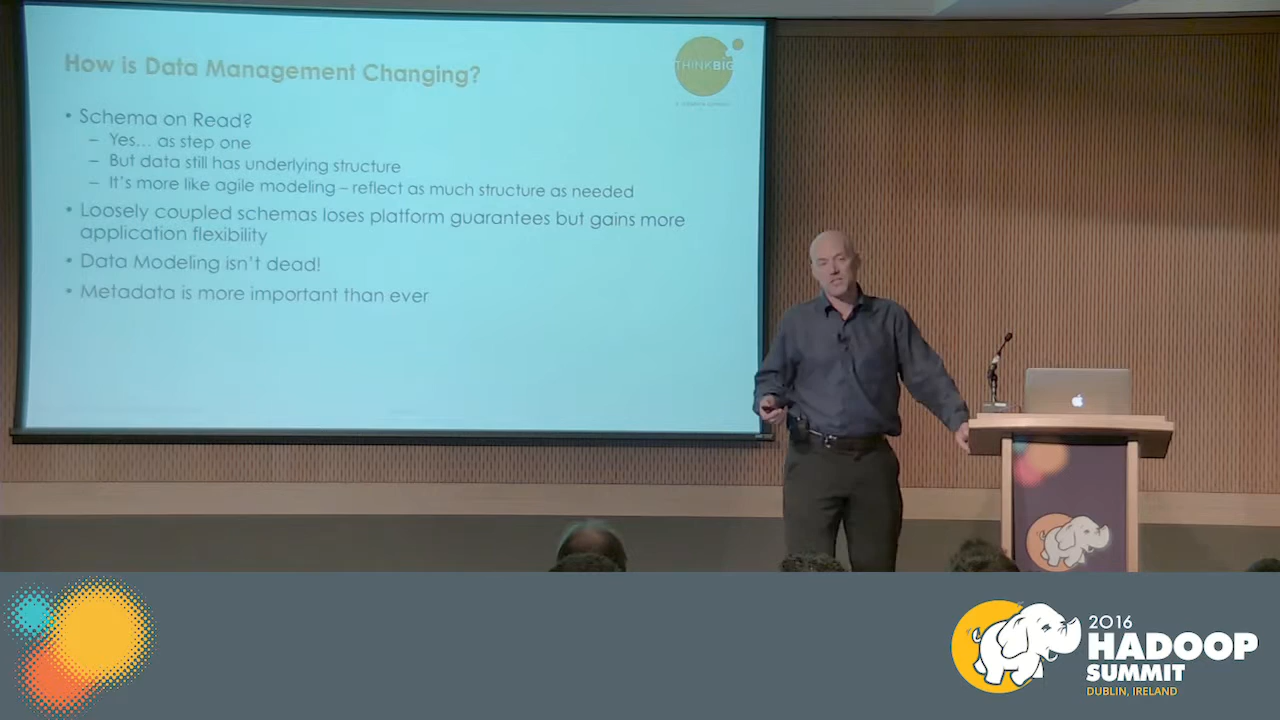 How is Data Management Changing?
THINKBIG
• Schema on Read?
– Yes… as step one
– But data still has underlying structure
– It's more like agile modeling – reflect as much structure as needed
• Loosely coupled schemas loses platform guarantees but gains more
application flexibility
• Data Modeling isn't dead!
• Metadata is more important than ever
2016
HADOOP
SUMMIT
DUBLIN, IRELAND